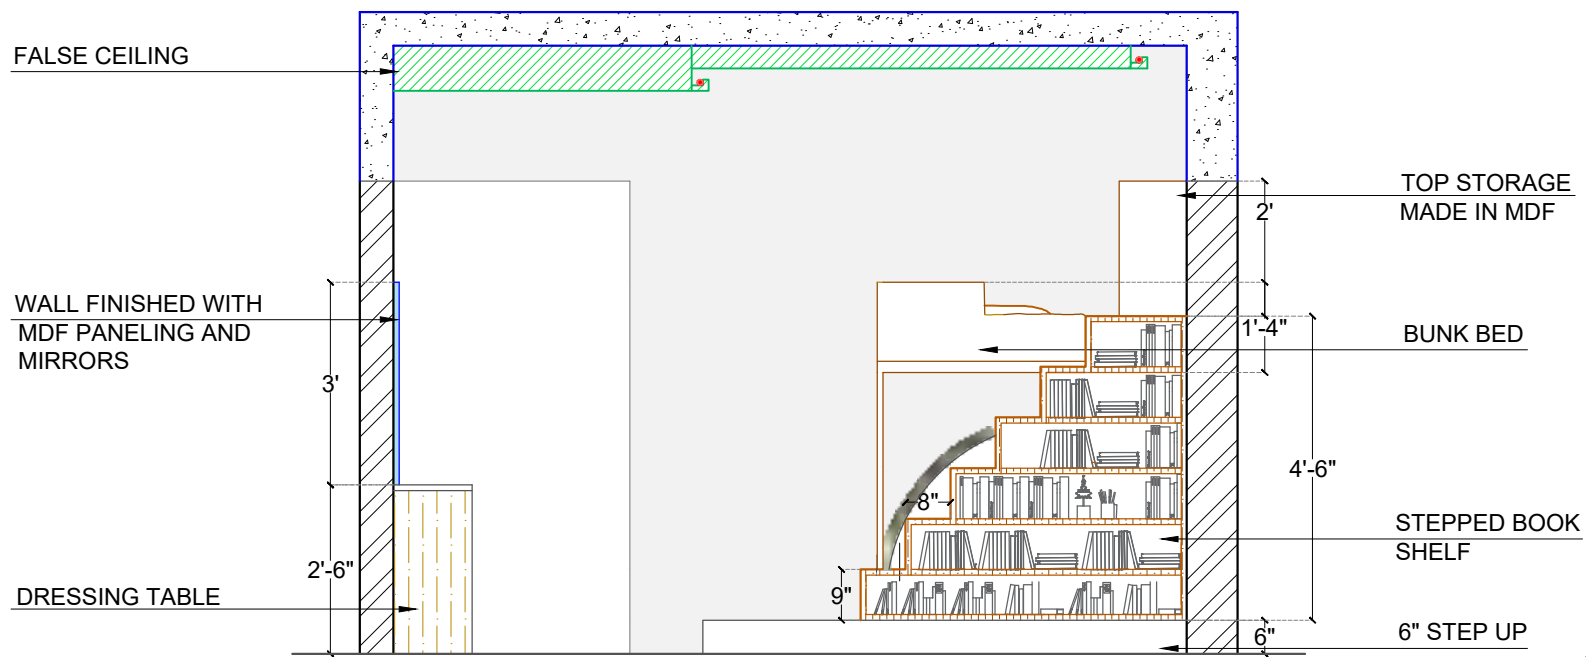 FALSE CEILING
TOP STORAGE
MADE IN MDF
2'
WALL FINISHED WITH
MDF PANELING AND
MIRRORS
1'-4"
BUNK BED
3'
4'-6"
8"
STEPPED BOOK
SHELF
2'-6"
9"
DRESSING TABLE
6"
6" STEP UP